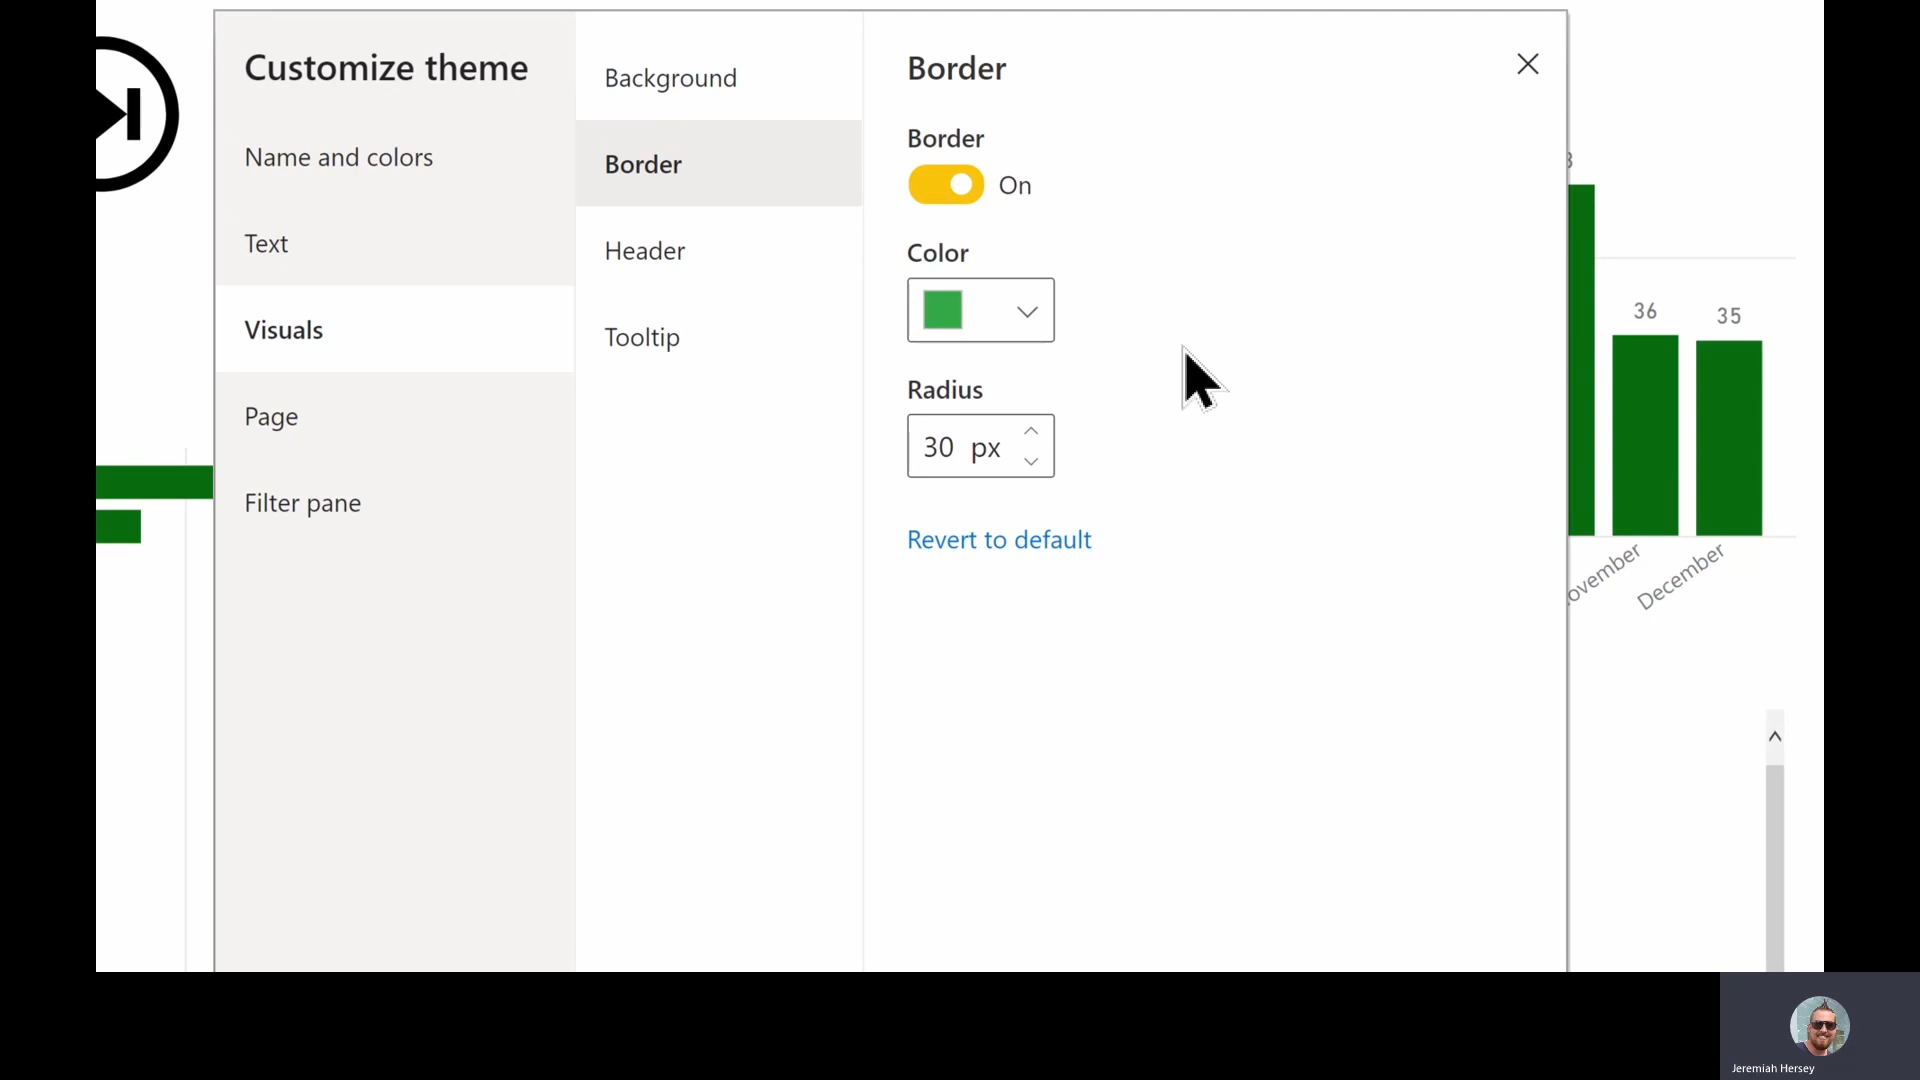 Customize theme
Name and colors
Text
Visuals
Page
Filter pane
Background
Border
Header
Tooltip
Border
Border
On
Color
Radius
30 px
Revert to default
36
35
ovember
December
Jeremiah Hersey